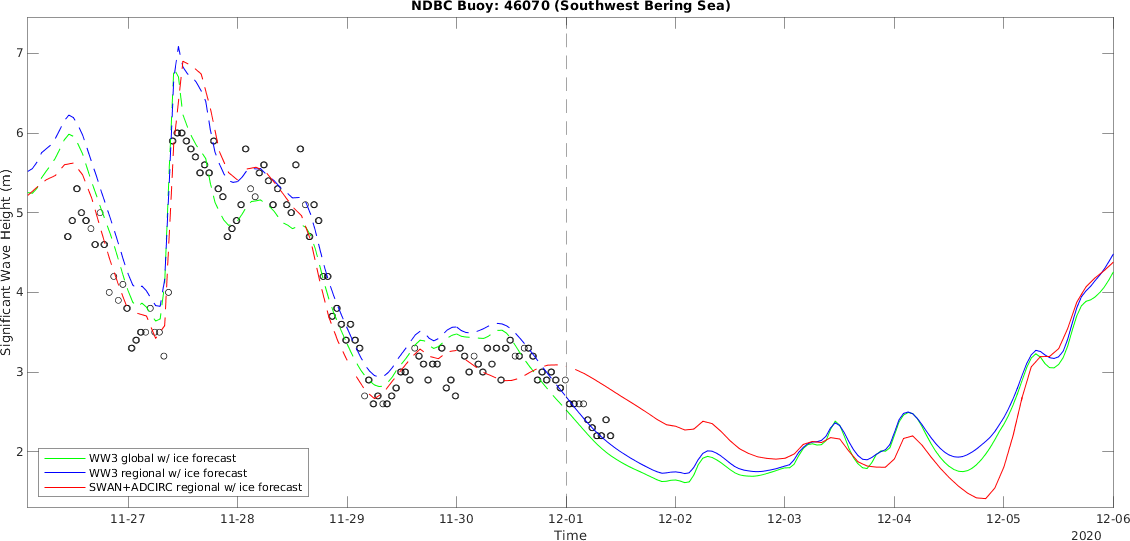 NDBC Buoy: 46070 (Southwest Bering Sea)
7
6
5
4
3
2
Significant Wave Height (m)
WW3 global w/ ice forecast
WW3 regional w/ ice forecast
SWAN+ADCIRC regional w/ ice forecast
11-27 11-28 11-29 11-30 12-01 12-02 12-03 12-04 12-05 12-06
Time
2020